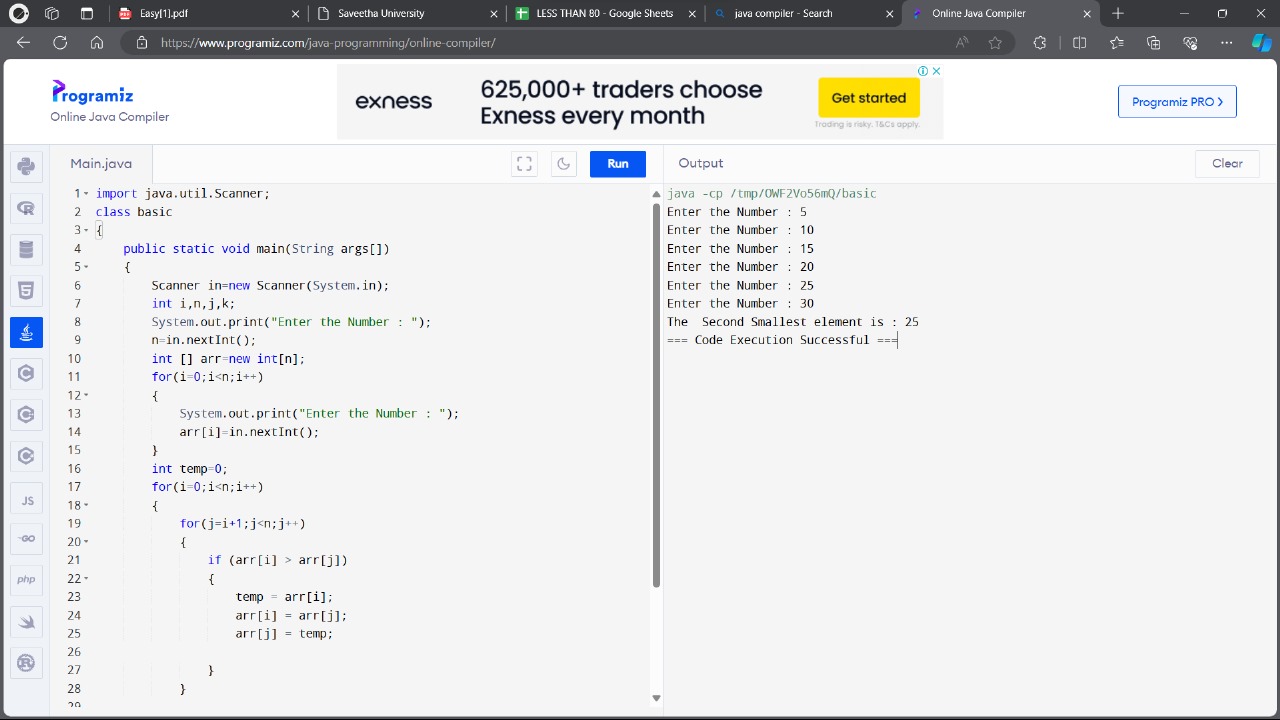 Easy[1].pdf
Saveetha University
LESS THAN 80 - Google Sheets
java compiler - Search
Online Java Compiler
https://www.programiz.com/java-programming/online-compiler/
Programiz
Online Java Compiler
exness
625,000+ traders choose
Exness every month
Get started
Trading is risky. T&Cs apply.
Programiz PRO >
Main.java
Run
Output
Clear
1 import java.util.Scanner;
2 class basic
3 {
4 public static void main(String args[])
5 {
6 Scanner in=new Scanner(System.in);
7 int i,n,j,k;
8 System.out.print("Enter the Number : ");
9 n=in.nextInt();
10 int [] arr=new int[n];
11 for(i=0;i<n;i++)
12 {
13 System.out.print("Enter the Number : ");
14 arr[i]=in.nextInt();
15 }
16 int temp=0;
17 for(i=0;i<n;i++)
18 {
19 for(j=i+1;j<n;j++)
20 {
21 if (arr[i] > arr[j])
22 {
23 temp = arr[i];
24 arr[i] = arr[j];
25 arr[j] = temp;
26
27 }
28 }
29
java -cp /tmp/OWF2Vo56mQ/basic
Enter the Number : 5
Enter the Number : 10
Enter the Number : 15
Enter the Number : 20
Enter the Number : 25
Enter the Number : 30
The  Second Smallest element is : 25
=== Code Execution Successful ===
JS
GO
php